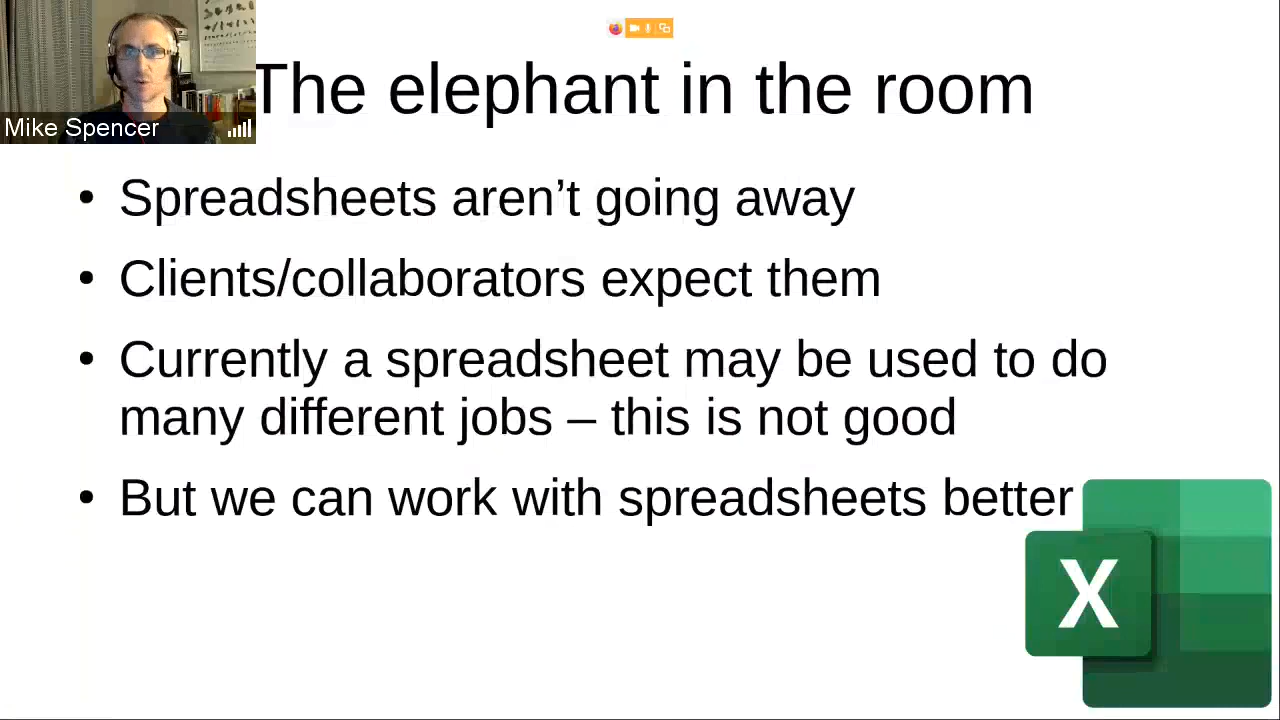 The elephant in the room
Mike Spencer
• Spreadsheets aren’t going away
• Clients/collaborators expect them
• Currently a spreadsheet may be used to do
many different jobs – this is not good
• But we can work with spreadsheets better
X